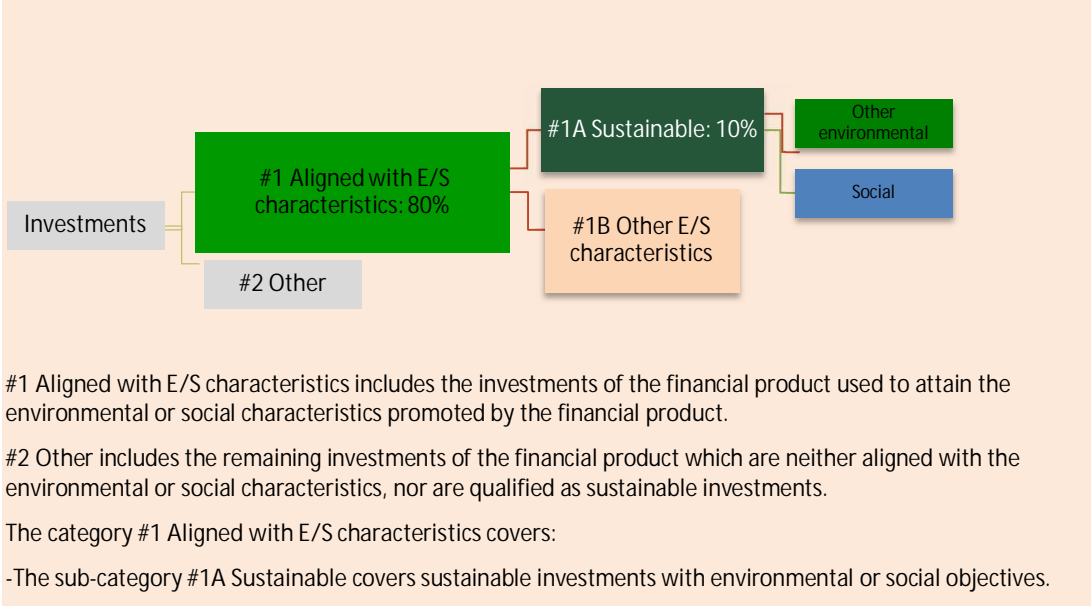 Investments
#1 Aligned with E/S
characteristics: 80%
#2 Other
#1A Sustainable: 10%
#1B Other E/S
characteristics
Other
environmental
Social
#1 Aligned with E/S characteristics includes the investments of the financial product used to attain the
environmental or social characteristics promoted by the financial product.
#2 Other includes the remaining investments of the financial product which are neither aligned with the
environmental or social characteristics, nor are qualified as sustainable investments.
The category #1 Aligned with E/S characteristics covers:
-The sub-category #1A Sustainable covers sustainable investments with environmental or social objectives.